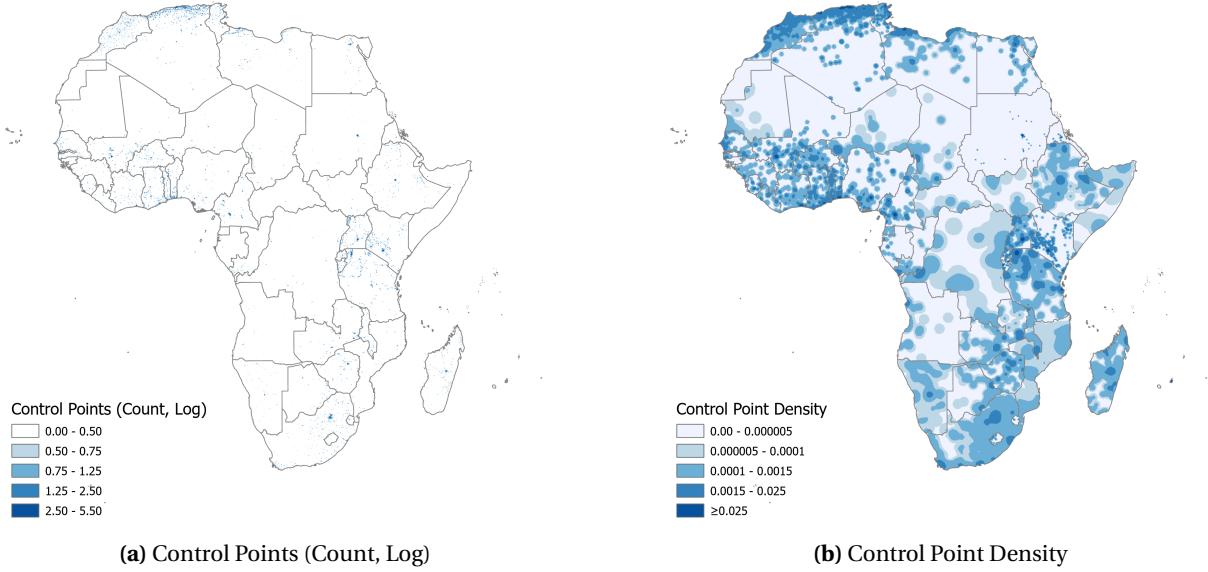 Control Points (Count, Log)
0.00 - 0.50
0.50 - 0.75
0.75 - 1.25
1.25 - 2.50
2.50 - 5.50
(a) Control Points (Count, Log)
Control Point Density
0.00 - 0.000005
0.000005 - 0.0001
0.0001 - 0.0015
0.0015 - 0.025
≥0.025
(b) Control Point Density